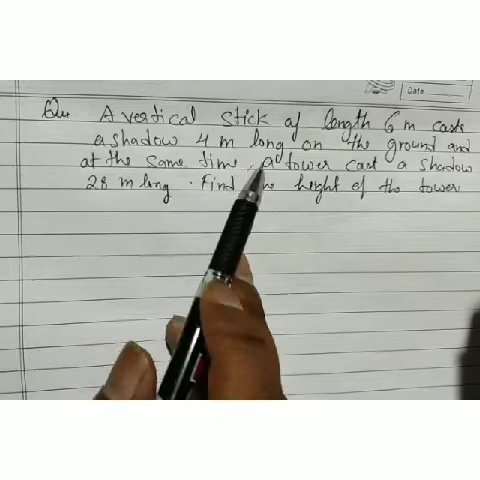 Date
Qu. A vertical stick of length 6 m casts
a shadow 4 m long on the ground and
at the same time a tower cast a shadow
28 m long . Find the height of the tower